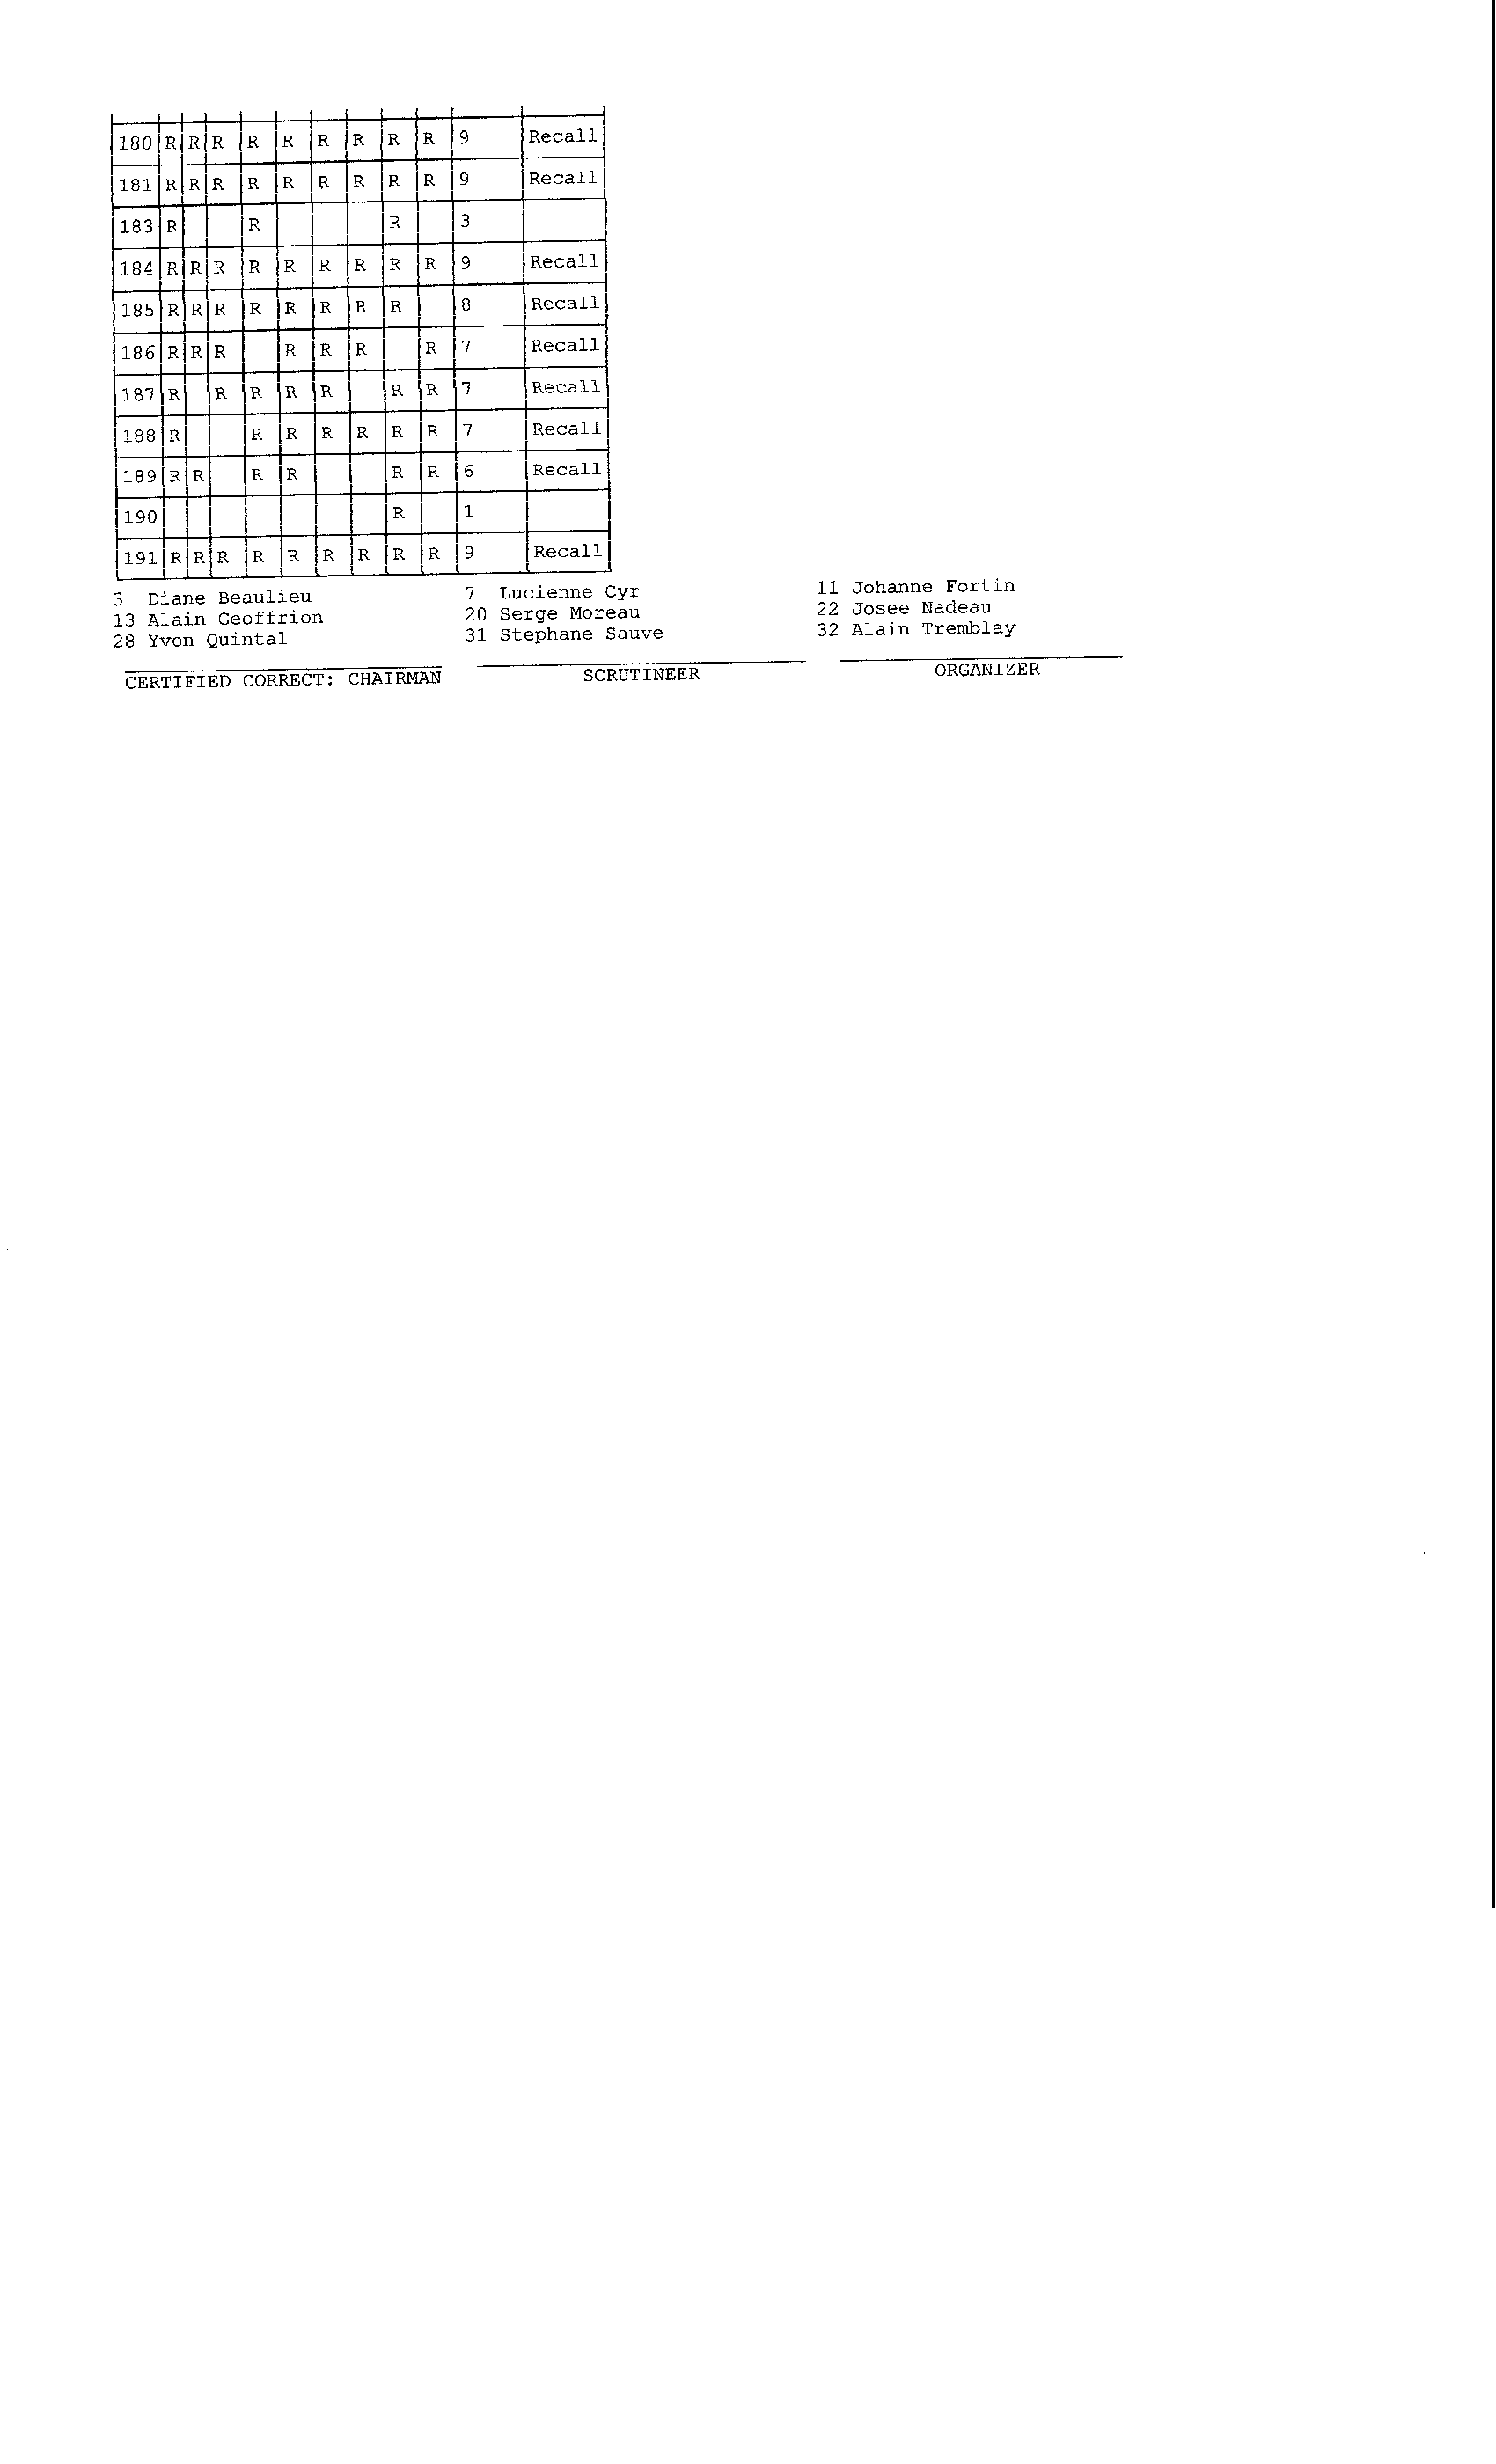 180 R R R R R R R R R 9 Recall
181 R R R R R R R R R 9 Recall
183 R R R 3
184 R R R R R R R R R 9 Recall
185 R R R R R R R R 8 Recall
186 R R R R R R R 7 Recall
187 R R R R R R R 7 Recall
188 R R R R R R R 7 Recall
189 R R R R R R 6 Recall
190 R 1
191 R R R R R R R R R 9 Recall
3 Diane Beaulieu 7 Lucienne Cyr 11 Johanne Fortin
13 Alain Geoffrion 20 Serge Moreau 22 Josee Nadeau
28 Yvon Quintal 31 Stephane Sauve 32 Alain Tremblay
CERTIFIED CORRECT: CHAIRMAN SCRUTINEER ORGANIZER